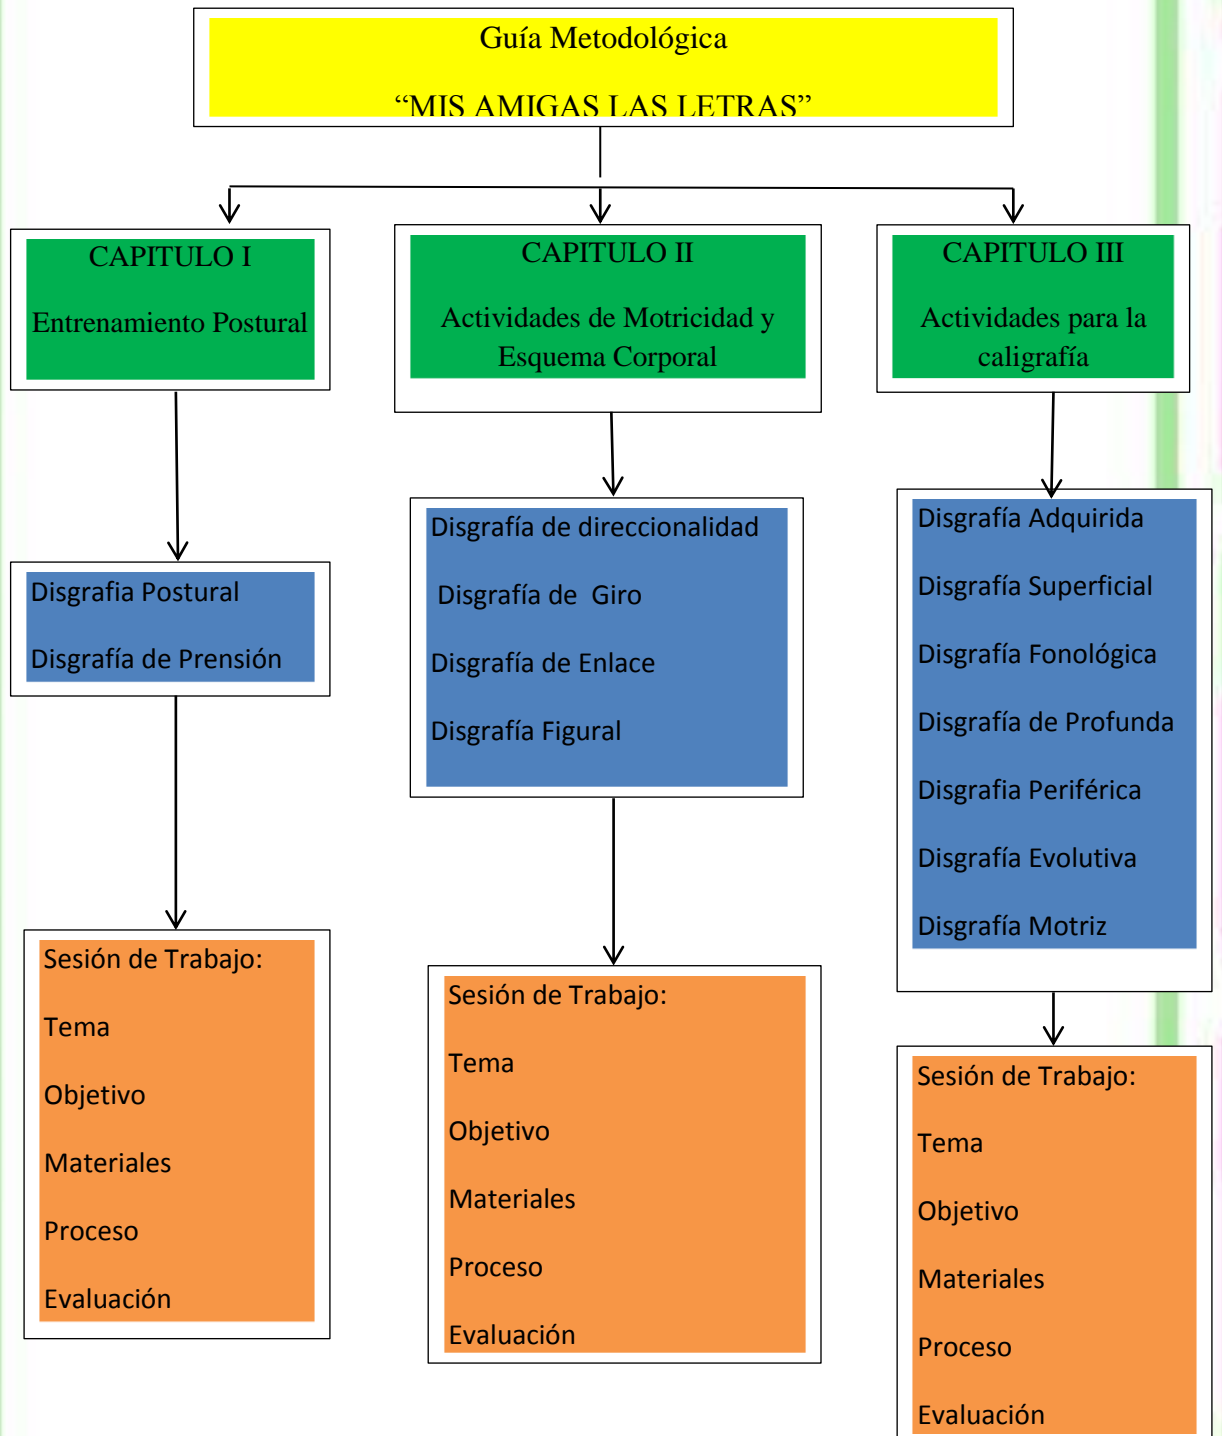 Guía Metodológica
“MIS AMIGAS LAS LETRAS”
CAPITULO I
Entrenamiento Postural
CAPITULO II
Actividades de Motricidad y
Esquema Corporal
CAPITULO III
Actividades para la
caligrafía
Disgrafia Postural
Disgrafía de Prensión
Disgrafía de direccionalidad
Disgrafía de Giro
Disgrafía de Enlace
Disgrafía Figural
Disgrafía Adquirida
Disgrafía Superficial
Disgrafía Fonológica
Disgrafía de Profunda
Disgrafia Periférica
Disgrafía Evolutiva
Disgrafía Motriz
Sesión de Trabajo:
Tema
Objetivo
Materiales
Proceso
Evaluación
Sesión de Trabajo:
Tema
Objetivo
Materiales
Proceso
Evaluación
Sesión de Trabajo:
Tema
Objetivo
Materiales
Proceso
Evaluación